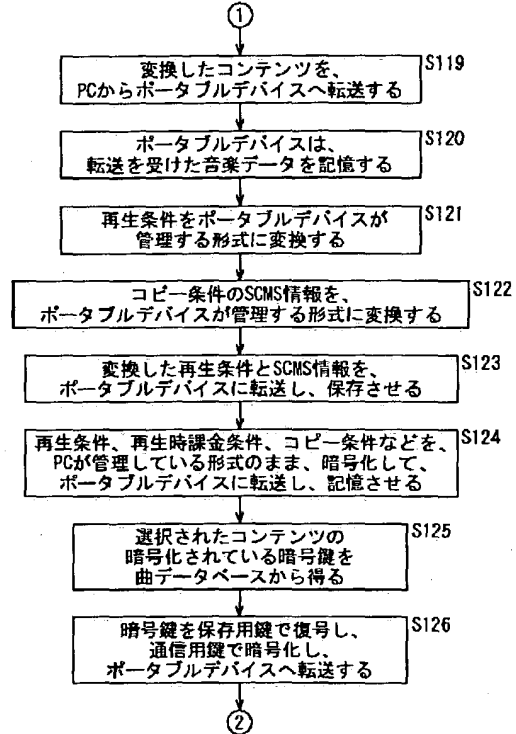 ①
変換したコンテンツを、
PCからポータブルデバイスへ転送する
S119
ポータブルデバイスは、
転送を受けた音楽データを記憶する
S120
再生条件をポータブルデバイスが
管理する形式に変換する
S121
コピー条件のSCMS情報を、
ポータブルデバイスが管理する形式に変換する
S122
変換した再生条件とSCMS情報を、
ポータブルデバイスに転送し、保存させる
S123
再生条件、再生時課金条件、コピー条件などを、
PCが管理している形式のまま、暗号化して、
ポータブルデバイスに転送し、記憶させる
S124
選択されたコンテンツの
暗号化されている暗号鍵を
曲データベースから得る
S125
暗号鍵を保存用鍵で復号し、
通信用鍵で暗号化し、
ポータブルデバイスへ転送する
S126
②